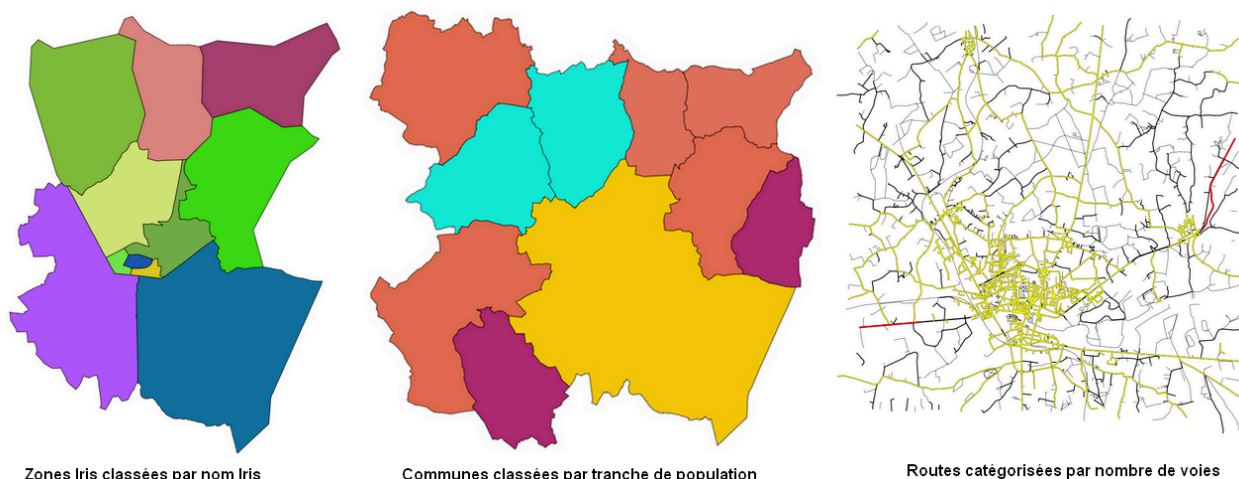 Zones Iris classées par nom Iris
Communes classées par tranche de population
Routes catégorisées par nombre de voies